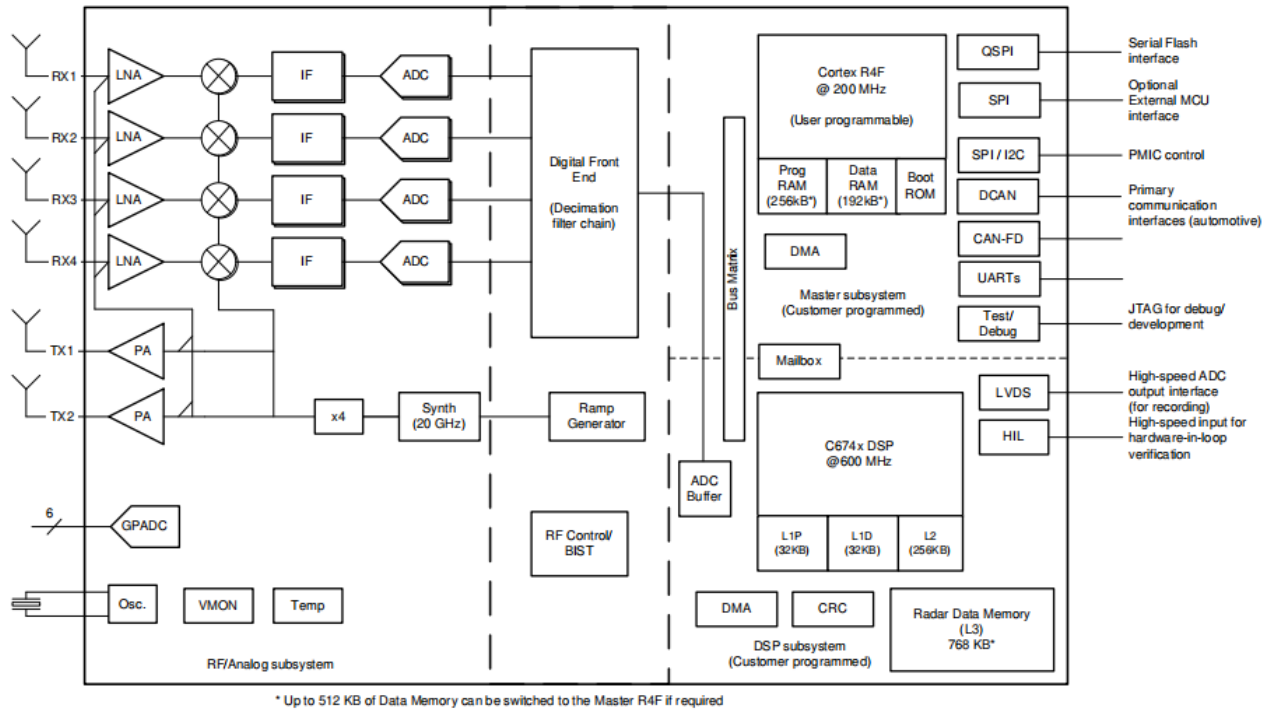 RX1
LNA
IF
ADC
RX2
LNA
IF
ADC
RX3
LNA
IF
ADC
RX4
LNA
IF
ADC
TX1
PA
TX2
PA
x4
Synth
(20 GHz)
Ramp
Generator
Digital Front
End
(Decimation
filter chain)
6
GPADC
Osc.
VMON
Temp
RF/Analog subsystem
RF Control/
BIST
ADC
Buffer
Bus Matrix
Cortex R4F
@ 200 MHz
(User programmable)
Prog
RAM
(256kB*)
Data
RAM
(192kB*)
Boot
ROM
DMA
Master subsystem
(Customer programmed)
Mailbox
QSPI
Serial Flash
interface
SPI
Optional
External MCU
interface
SPI / I2C
PMIC control
DCAN
Primary
communication
interfaces (automotive)
CAN-FD
UARTs
Test/
Debug
JTAG for debug/
development
LVDS
High-speed ADC
output interface
(for recording)
HIL
High-speed input for
hardware-in-loop
verification
C674x DSP
@600 MHz
L1P
(32KB)
L1D
(32KB)
L2
(256KB)
DMA
CRC
DSP subsystem
(Customer programmed)
Radar Data Memory
(L3)
768 KB*
* Up to 512 KB of Data Memory can be switched to the Master R4F if required